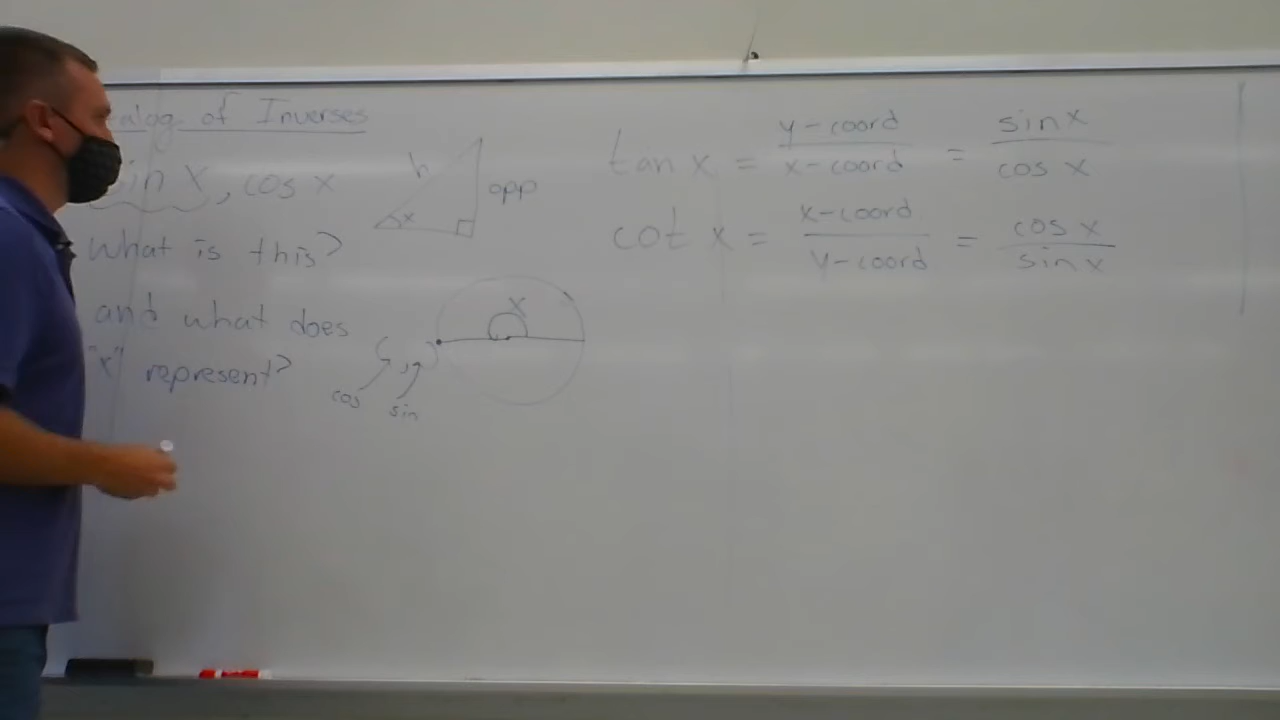 of Inverses
sin x, cos x
what is this?
and what does
"x" represent?
h
x
opp
x
cos
sin
tan x = y-coord / x-coord = sin x / cos x
cot x = x-coord / y-coord = cos x / sin x